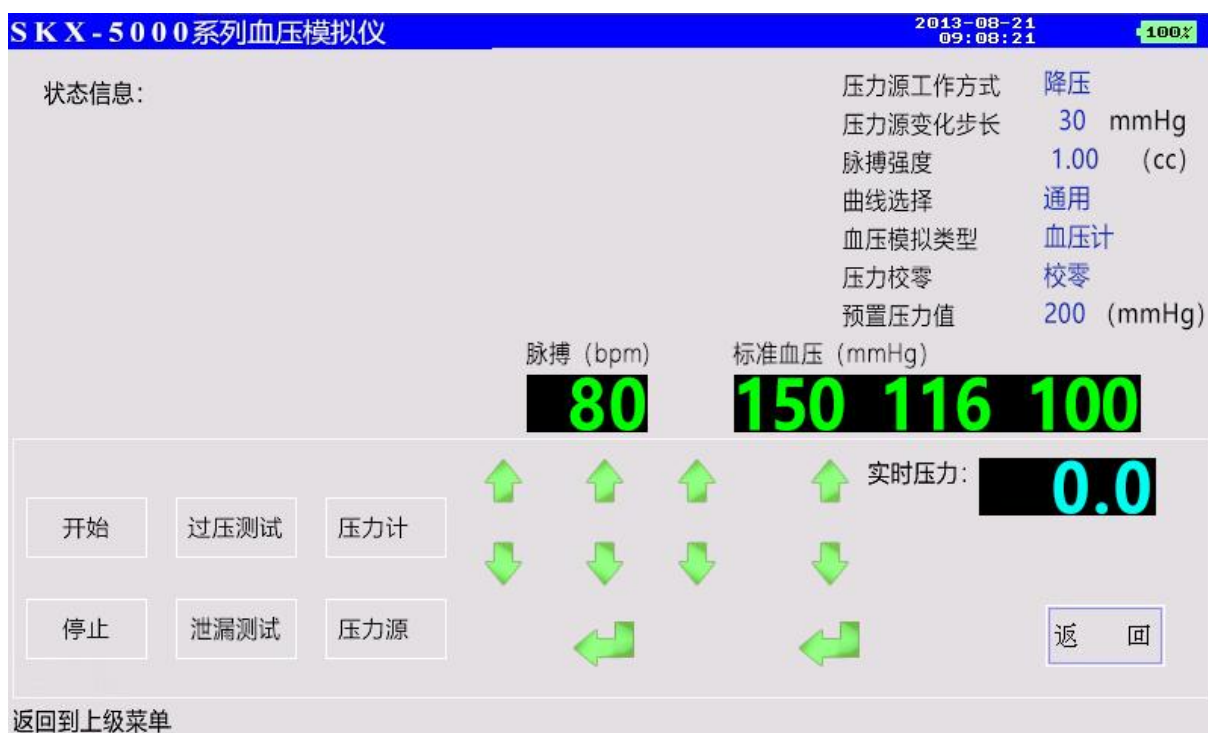 SKX-5000系列血压模拟仪
2013-08-21
09:08:21
100%
状态信息:
压力源工作方式 降压
压力源变化步长 30 mmHg
脉搏强度 1.00 (cc)
曲线选择 通用
血压模拟类型 血压计
压力校零 校零
预置压力值 200 (mmHg)
脉搏 (bpm) 标准血压 (mmHg)
80 150 116 100
实时压力: 0.0
开始 过压测试 压力计
停止 泄漏测试 压力源
返 回
返回到上级菜单